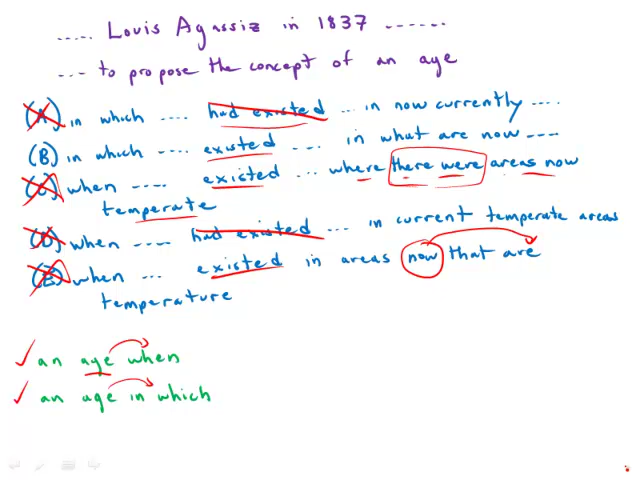 ..... Louis Agassiz in 1837 .......
... to propose the concept of an age
(A) in which .... had existed ... in now currently ....
(B) in which .... existed .... in what are now ....
(C) when ..... existed ... where there were areas now
temperate
(D) when ..... had existed ... in current temperate areas
(E) when ... existed in areas now that are
temperature
an age when
an age in which